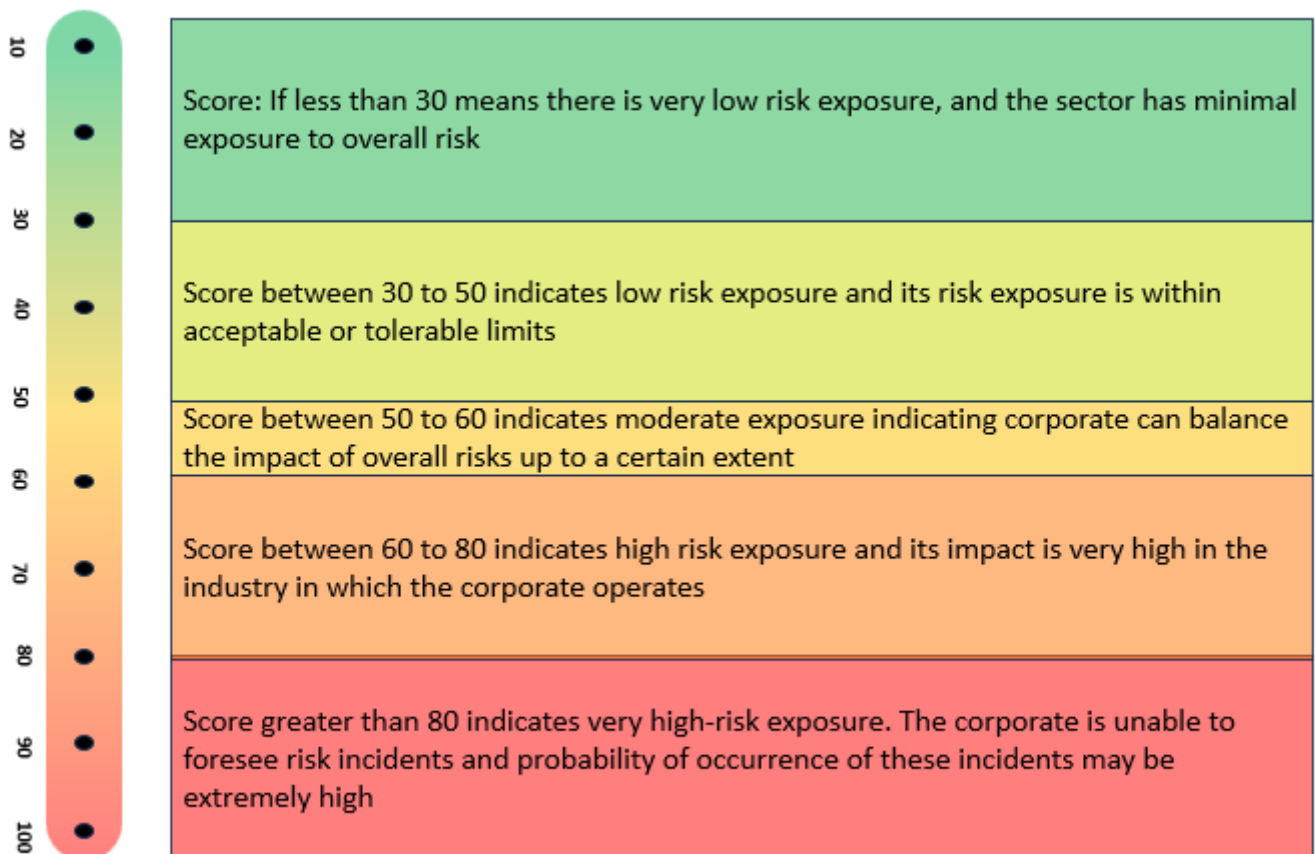 10
20
30
40
50
60
70
80
90
100
Score: If less than 30 means there is very low risk exposure, and the sector has minimal
exposure to overall risk
Score between 30 to 50 indicates low risk exposure and its risk exposure is within
acceptable or tolerable limits
Score between 50 to 60 indicates moderate exposure indicating corporate can balance
the impact of overall risks up to a certain extent
Score between 60 to 80 indicates high risk exposure and its impact is very high in the
industry in which the corporate operates
Score greater than 80 indicates very high-risk exposure. The corporate is unable to
foresee risk incidents and probability of occurrence of these incidents may be
extremely high